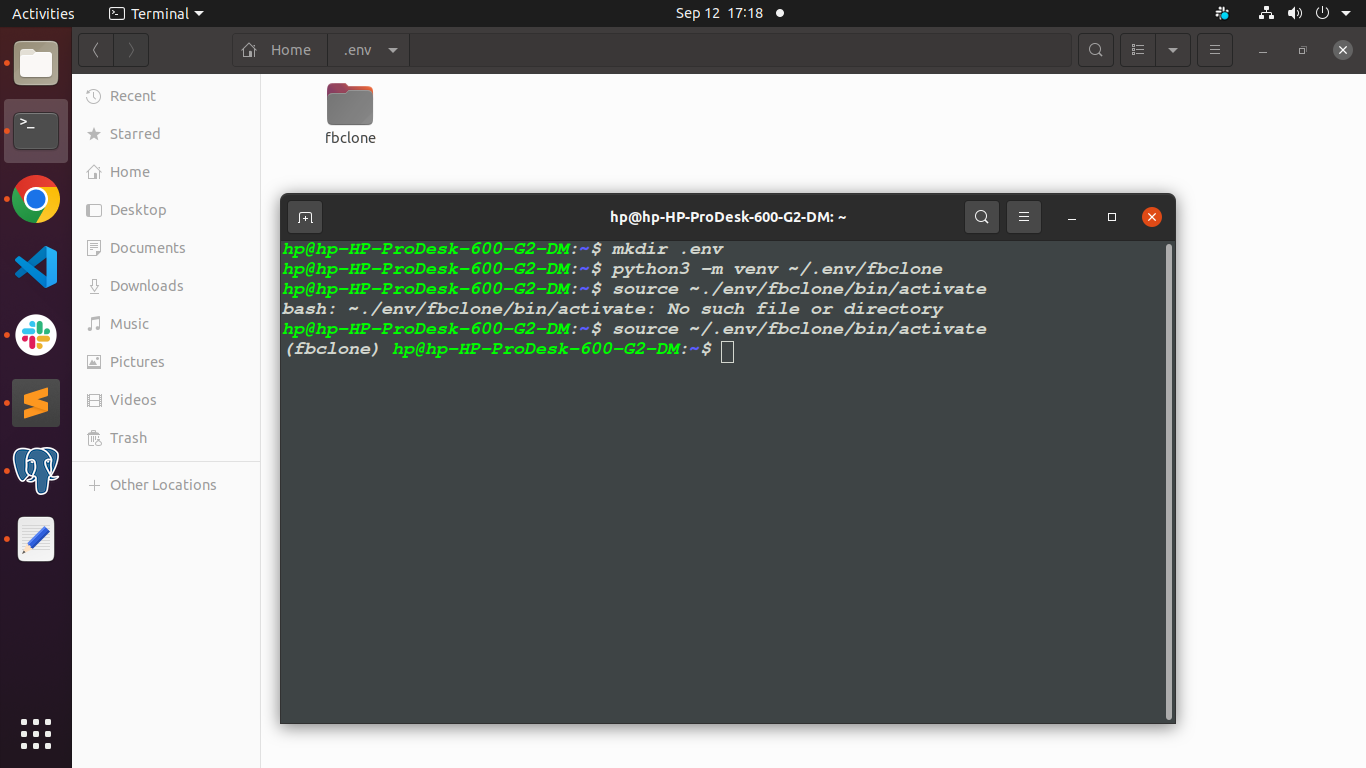 Activities Terminal Sep 12 17:18
Home .env
Recent
Starred
Home
Desktop
Documents
Downloads
Music
Pictures
Videos
Trash
Other Locations
fbclone
hp@hp-HP-ProDesk-600-G2-DM: ~
hp@hp-HP-ProDesk-600-G2-DM:~$ mkdir .env
hp@hp-HP-ProDesk-600-G2-DM:~$ python3 -m venv ~/.env/fbclone
hp@hp-HP-ProDesk-600-G2-DM:~$ source ~./env/fbclone/bin/activate
bash: ~./env/fbclone/bin/activate: No such file or directory
hp@hp-HP-ProDesk-600-G2-DM:~$ source ~/.env/fbclone/bin/activate
(fbclone) hp@hp-HP-ProDesk-600-G2-DM:~$